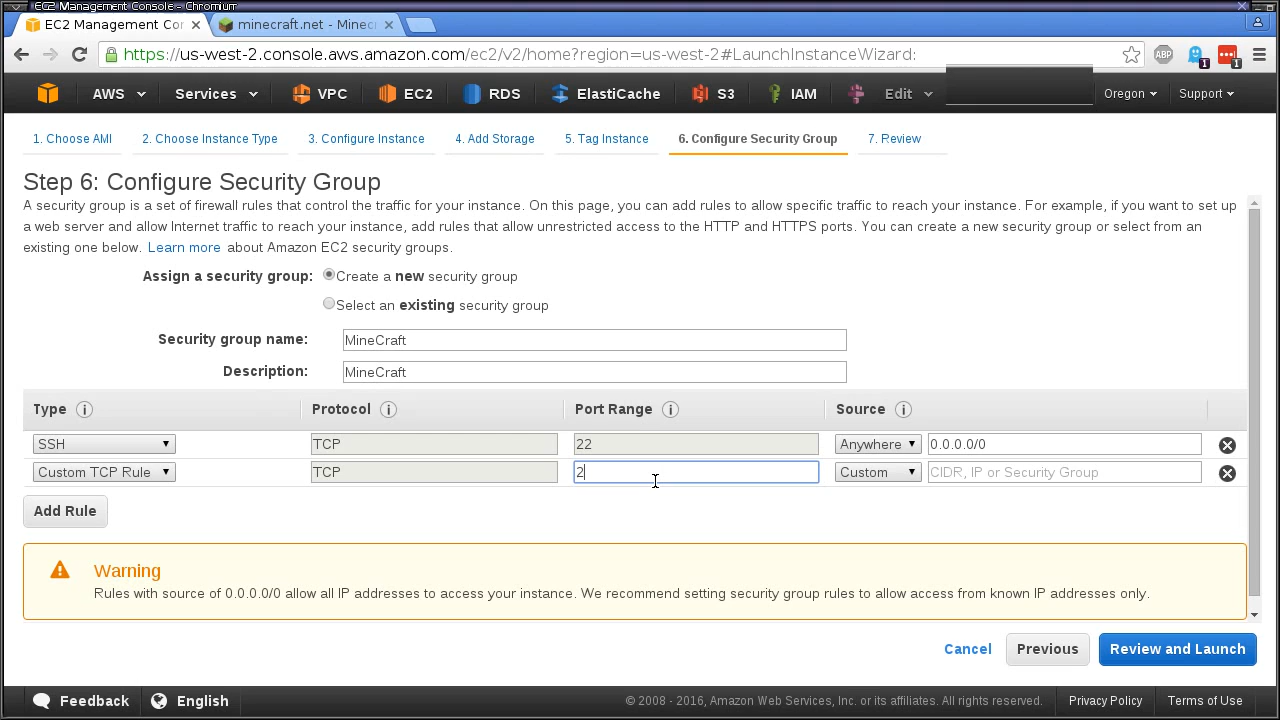 EC2 Management Console - Chromium
EC2 Management Cor
minecraft.net - Minec
https://us-west-2.console.aws.amazon.com/ec2/v2/home?region=us-west-2#LaunchInstanceWizard:
ABP
1
1
AWS
Services
VPC
EC2
RDS
ElastiCache
S3
IAM
Edit
Oregon
Support
1. Choose AMI
2. Choose Instance Type
3. Configure Instance
4. Add Storage
5. Tag Instance
6. Configure Security Group
7. Review
Step 6: Configure Security Group
A security group is a set of firewall rules that control the traffic for your instance. On this page, you can add rules to allow specific traffic to reach your instance. For example, if you want to set up
a web server and allow Internet traffic to reach your instance, add rules that allow unrestricted access to the HTTP and HTTPS ports. You can create a new security group or select from an
existing one below. Learn more about Amazon EC2 security groups.
Assign a security group: Create a new security group
Select an existing security group
Security group name: MineCraft
Description: MineCraft
Type i Protocol i Port Range i Source i
SSH TCP 22 Anywhere 0.0.0.0/0
Custom TCP Rule TCP 2 Custom CIDR, IP or Security Group
Add Rule
Warning
Rules with source of 0.0.0.0/0 allow all IP addresses to access your instance. We recommend setting security group rules to allow access from known IP addresses only.
Cancel
Previous
Review and Launch
Feedback
English
© 2008 - 2016, Amazon Web Services, Inc. or its affiliates. All rights reserved.
Privacy Policy
Terms of Use